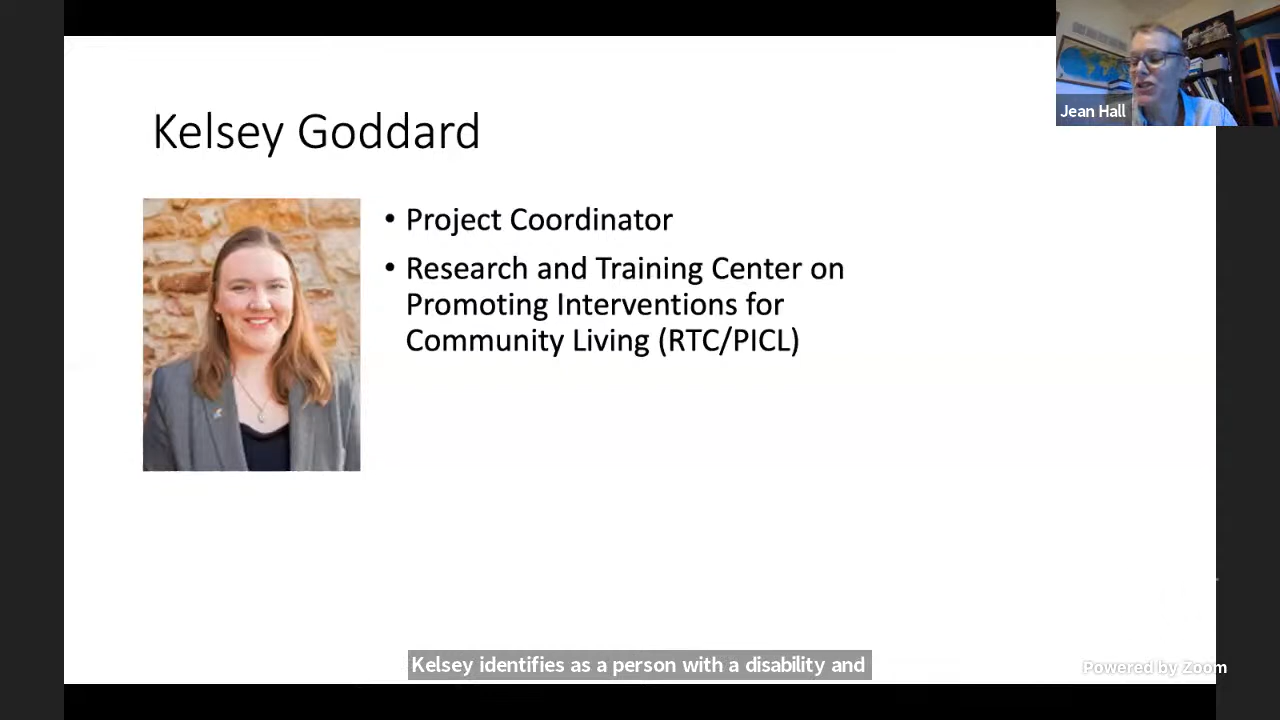 Jean Hall
Kelsey Goddard
• Project Coordinator
• Research and Training Center on
Promoting Interventions for
Community Living (RTC/PICL)
Kelsey identifies as a person with a disability and
Powered by Zoom